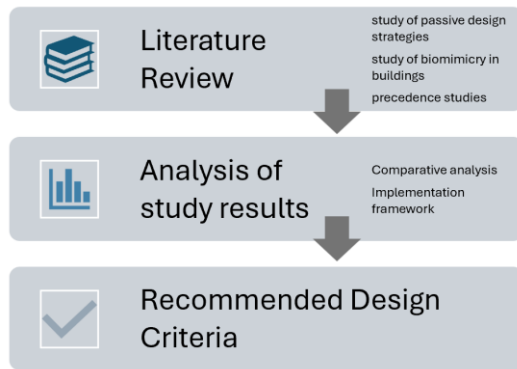 Literature
Review
study of passive design
strategies
study of biomimicry in
buildings
precedence studies
Analysis of
study results
Comparative analysis
Implementation
framework
Recommended Design
Criteria